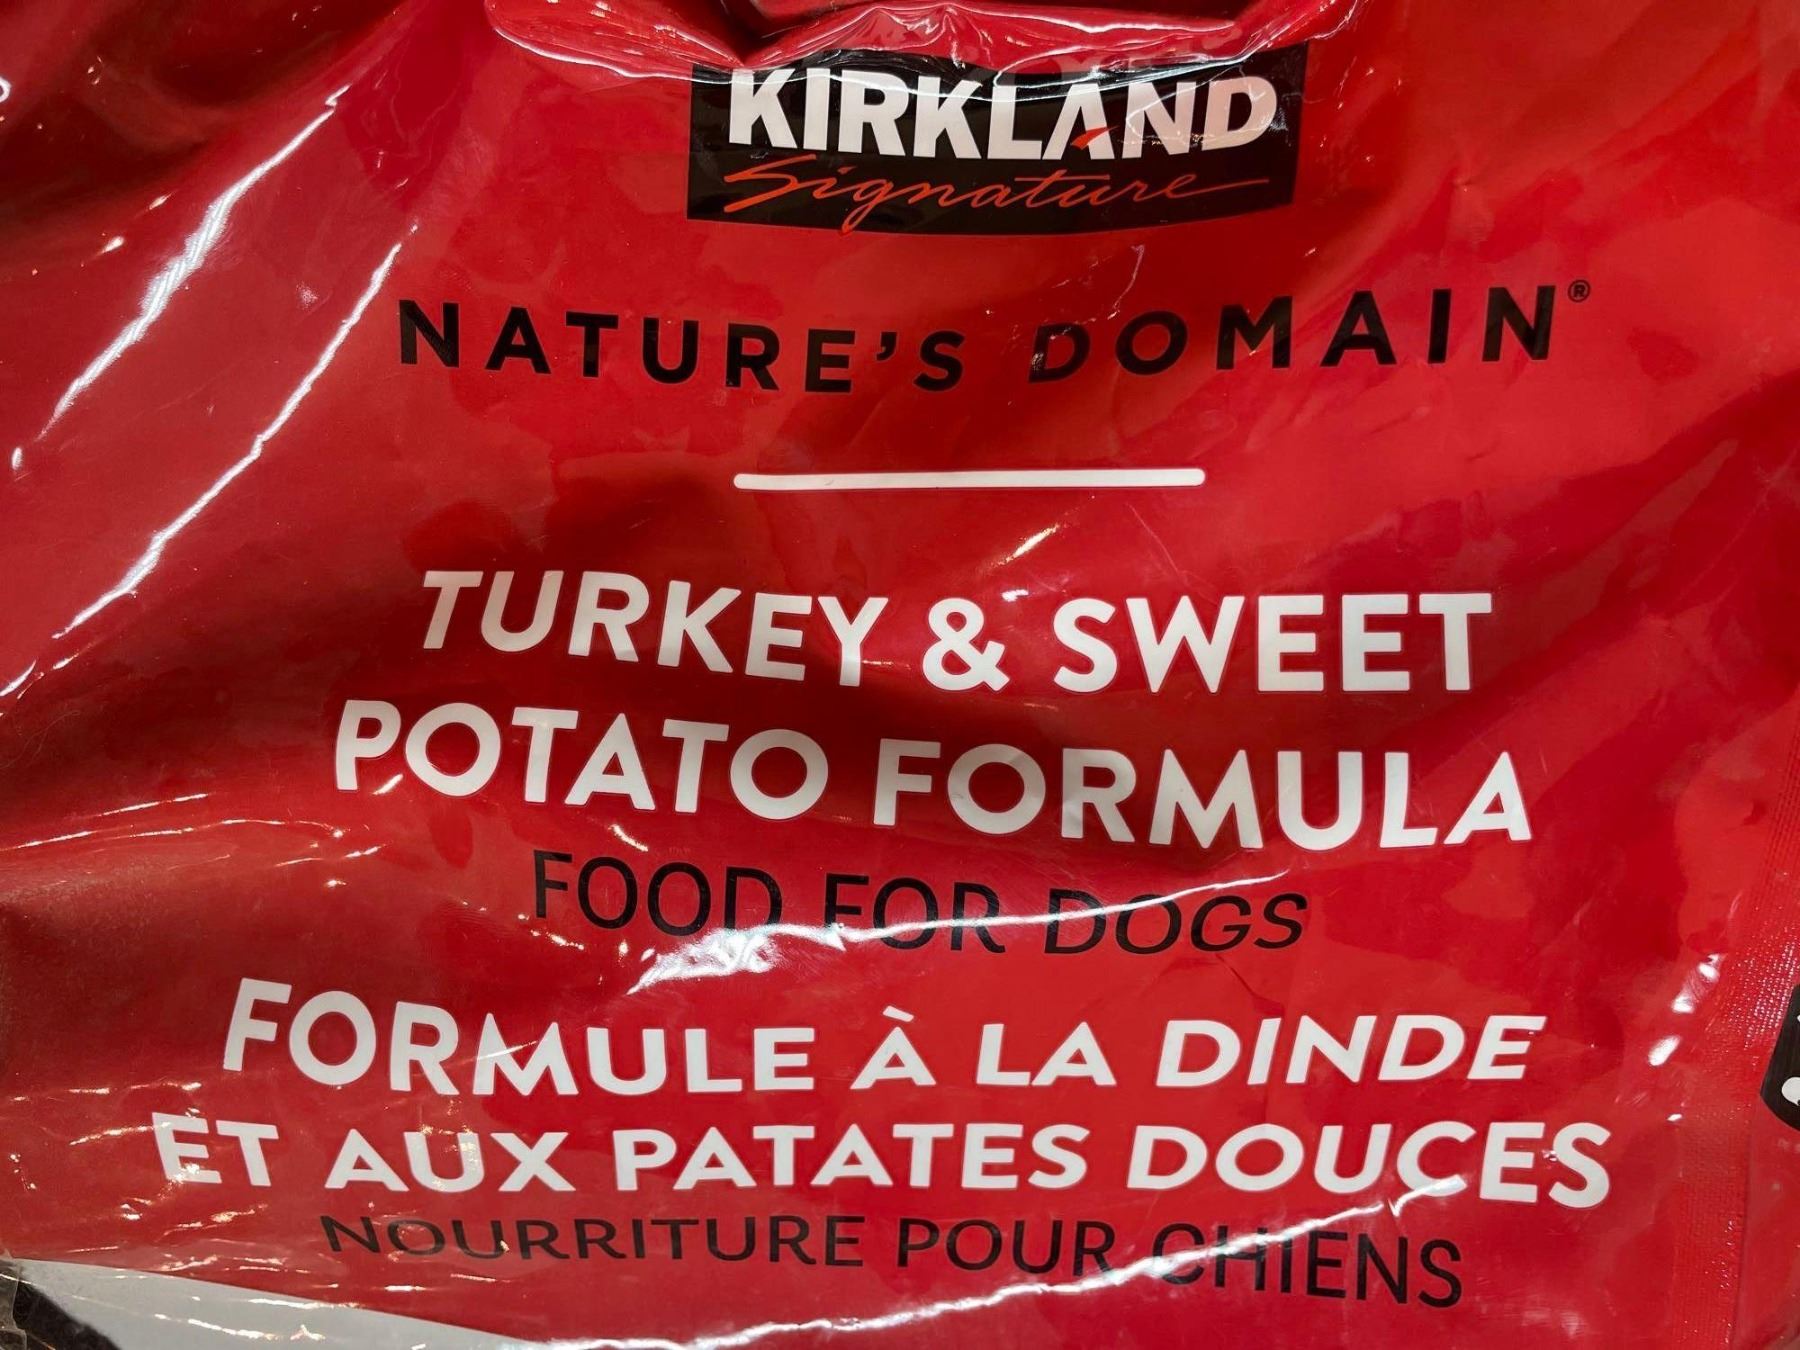 KIRKLAND
Signature
NATURE'S DOMAIN®
TURKEY & SWEET
POTATO FORMULA
FOOD FOR DOGS
FORMULE À LA DINDE
ET AUX PATATES DOUCES
NOURRITURE POUR CHIENS